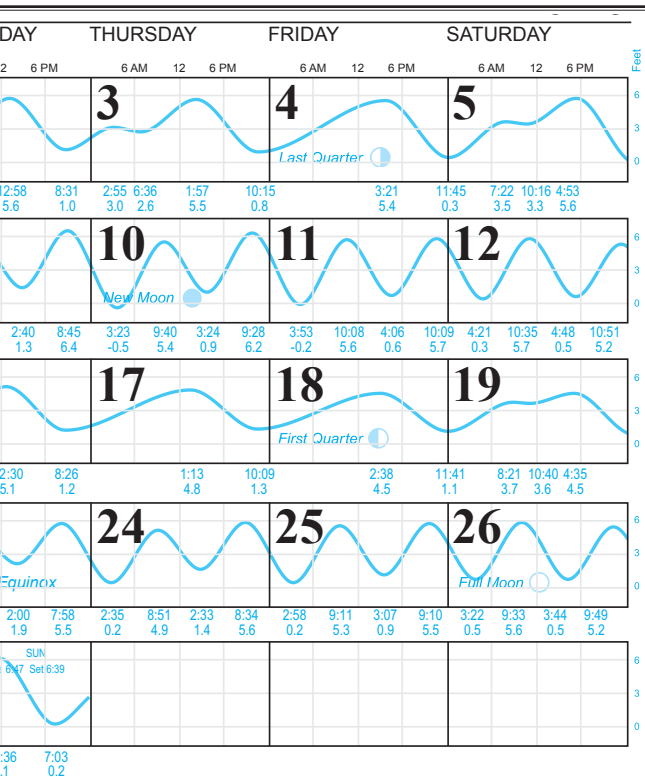 DAY THURSDAY FRIDAY SATURDAY
2 6 PM 6 AM 12 6 PM 6 AM 12 6 PM 6 AM 12 6 PM Feet
3 4 5 6
3
Last Quarter 0
12:58 8:31 2:55 6:36 1:57 10:15 3:21 11:45 7:22 10:16 4:53
5.6 1.0 3.0 2.6 5.5 0.8 5.4 0.3 3.5 3.3 5.6
10 11 12 6
3
New Moon 0
2:40 8:45 3:23 9:40 3:24 9:28 3:53 10:08 4:06 10:09 4:21 10:35 4:48 10:51
1.3 6.4 -0.5 5.4 0.9 6.2 -0.2 5.6 0.6 5.7 0.3 5.7 0.5 5.2
17 18 19 6
3
First Quarter 0
2:30 8:26 1:13 10:09 2:38 11:41 8:21 10:40 4:35
5.1 1.2 4.8 1.3 4.5 1.1 3.7 3.6 4.5
24 25 26 6
3
Equinox Full Moon 0
2:00 7:58 2:35 8:51 2:33 8:34 2:58 9:11 3:07 9:10 3:22 9:33 3:44 9:49
1.9 5.5 0.2 4.9 1.4 5.6 0.2 5.3 0.9 5.5 0.5 5.6 0.5 5.2
SUN 6
6:47 Set 6:39
3
0
:36 7:03
.1 0.2